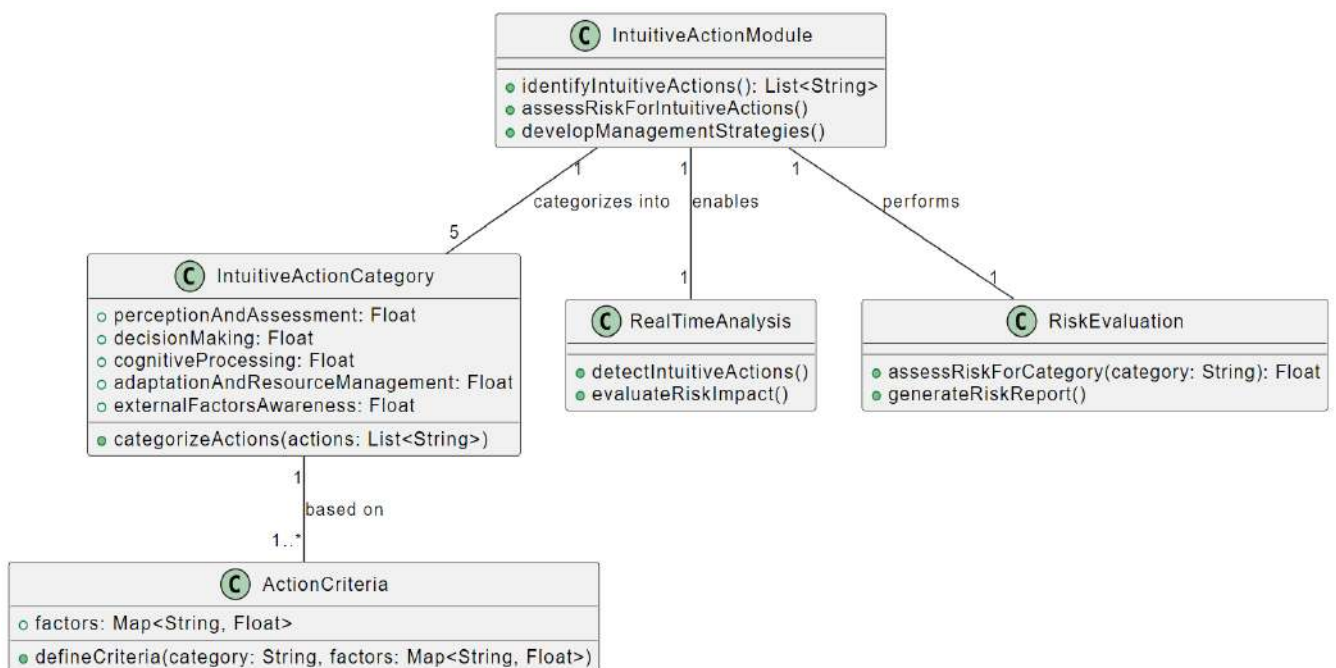 C IntuitiveActionModule
identifyIntuitiveActions(): List<String>
assessRiskForIntuitiveActions()
developManagementStrategies()
1
1
1
categorizes into
enables
performs
5
1
1
C IntuitiveActionCategory
perceptionAndAssessment: Float
decisionMaking: Float
cognitiveProcessing: Float
adaptationAndResourceManagement: Float
externalFactorsAwareness: Float
categorizeActions(actions: List<String>)
C RealTimeAnalysis
detectIntuitiveActions()
evaluateRiskImpact()
C RiskEvaluation
assessRiskForCategory(category: String): Float
generateRiskReport()
1
based on
1..*
C ActionCriteria
factors: Map<String, Float>
defineCriteria(category: String, factors: Map<String, Float>)